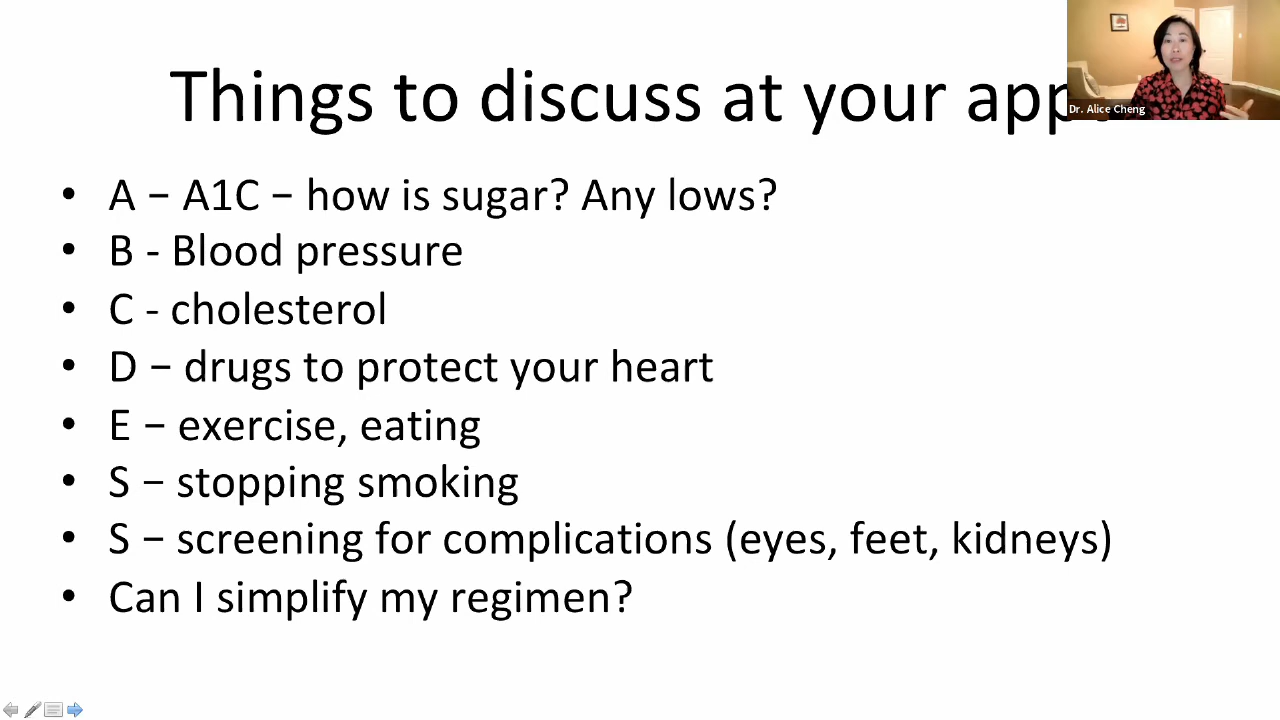 Things to discuss at your
Dr. Alice Cheng
• A – A1C – how is sugar? Any lows?
• B - Blood pressure
• C - cholesterol
• D – drugs to protect your heart
• E – exercise, eating
• S – stopping smoking
• S – screening for complications (eyes, feet, kidneys)
• Can I simplify my regimen?